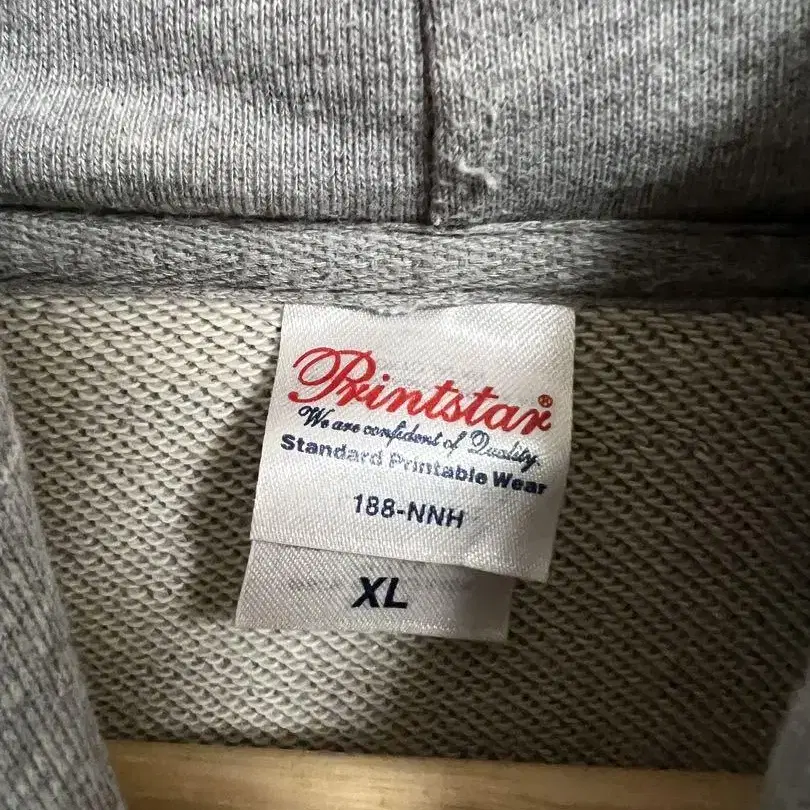 Printstar®
We are confident of Quality.
Standard Printable Wear
188-NNH
XL